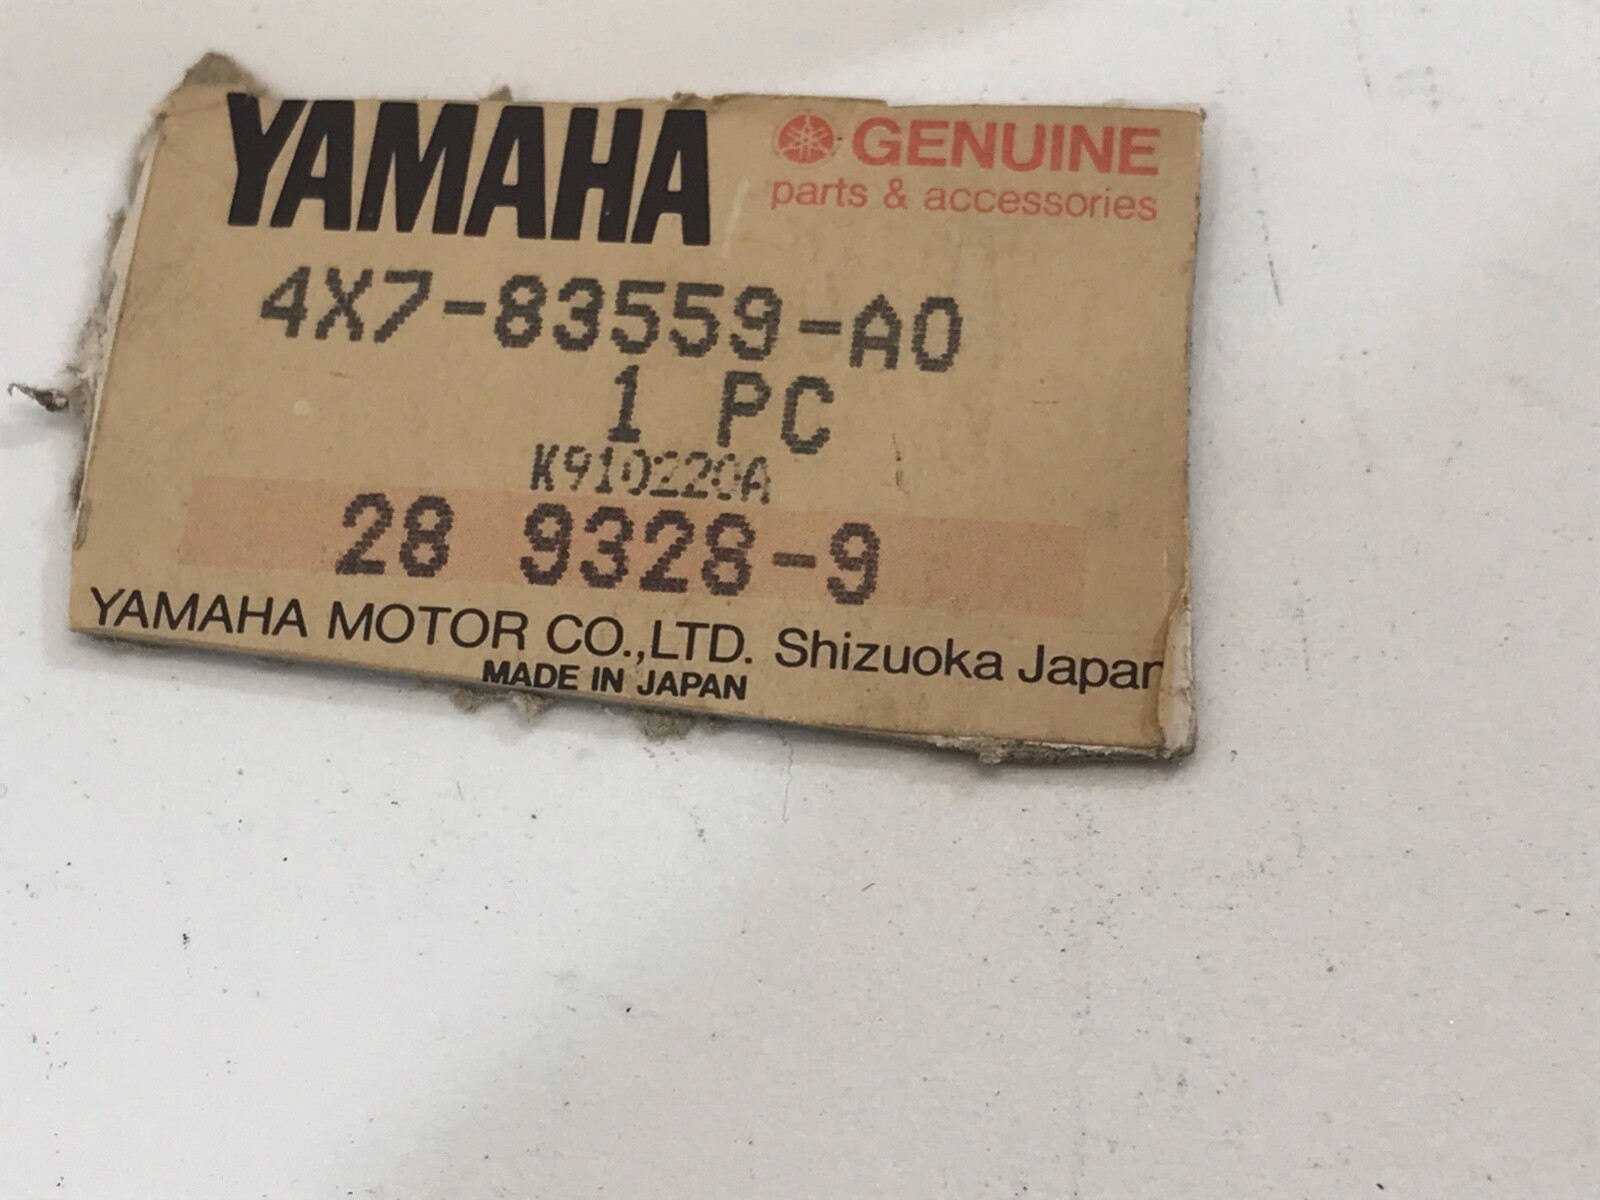 YAMAHA GENUINE
parts & accessories
4X7-83559-A0
1 PC
K910220A
28 9328-9
YAMAHA MOTOR CO.,LTD. Shizuoka Japan
MADE IN JAPAN